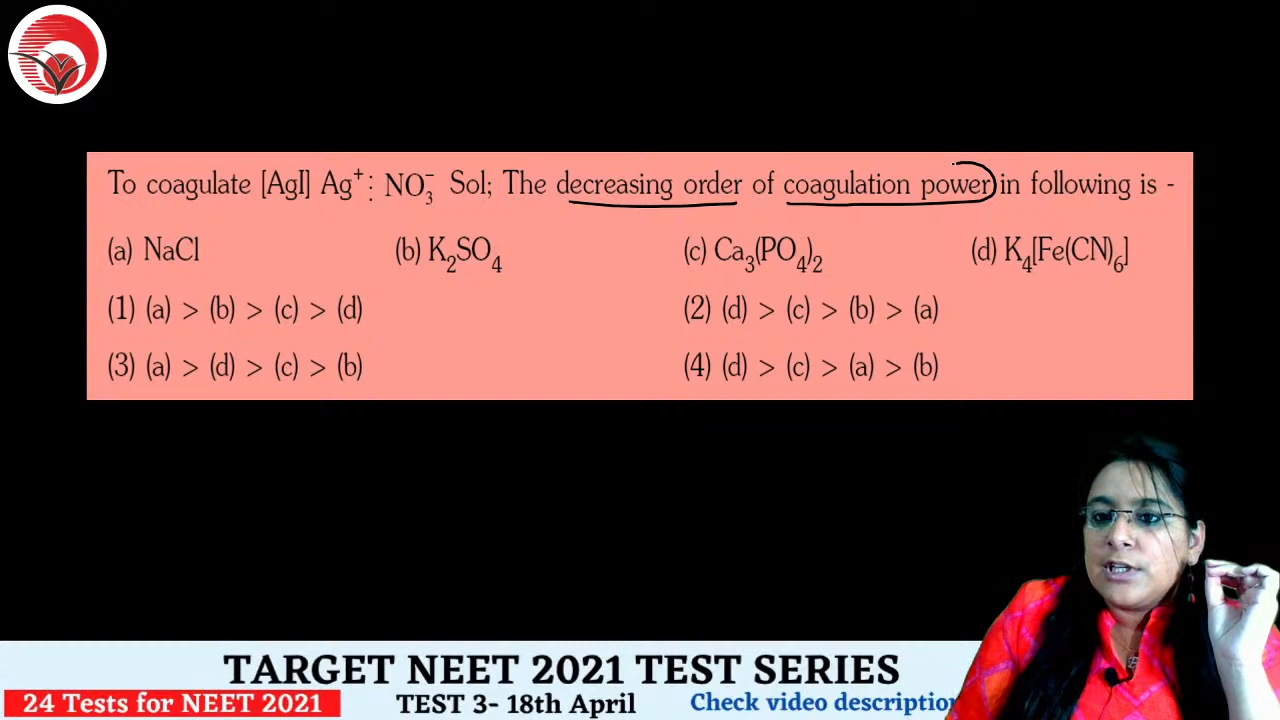 To coagulate [AgI] Ag⁺ ⋮ NO₃⁻ Sol; The decreasing order of coagulation power in following is -
(a) NaCl (b) K₂SO₄ (c) Ca₃(PO₄)₂ (d) K₄[Fe(CN)₆]
(1) (a) > (b) > (c) > (d) (2) (d) > (c) > (b) > (a)
(3) (a) > (d) > (c) > (b) (4) (d) > (c) > (a) > (b)
TARGET NEET 2021 TEST SERIES
24 Tests for NEET 2021 TEST 3- 18th April Check video description